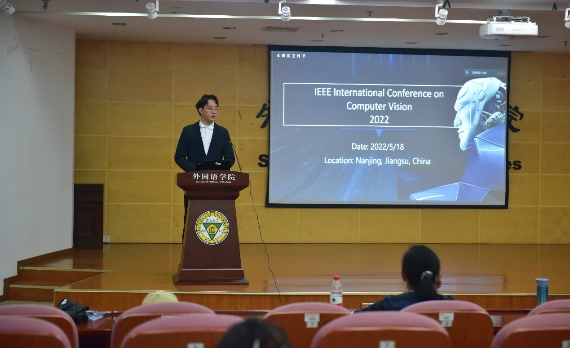 AWK2HY
IEEE International Conference on
Computer Vision
2022
Date: 2022/5/18
Location: Nanjing, Jiangsu, China
外国语学院